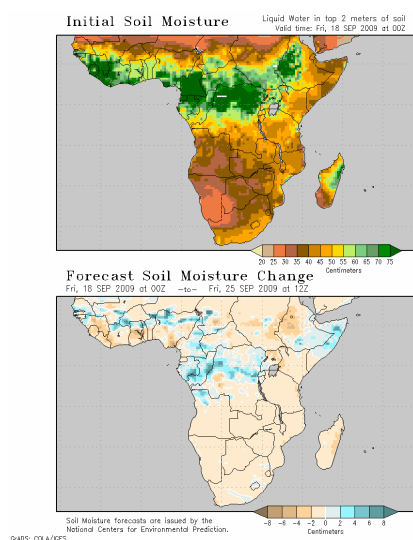 Initial Soil Moisture
Liquid Water in top 2 meters of soil
Valid time: Fri, 18 SEP 2009 at 00Z
20 25 30 35 40 45 50 55 60 65 70 75
Centimeters
Forecast Soil Moisture Change
Fri, 18 SEP 2009 at 00Z —to— Fri, 25 SEP 2009 at 12Z
Soil Moisture forecasts are issued by the
National Centers for Environmental Prediction.
-8 -6 -4 -2 0 2 4 6 8
Centimeters
GrADS: COLA/IGES